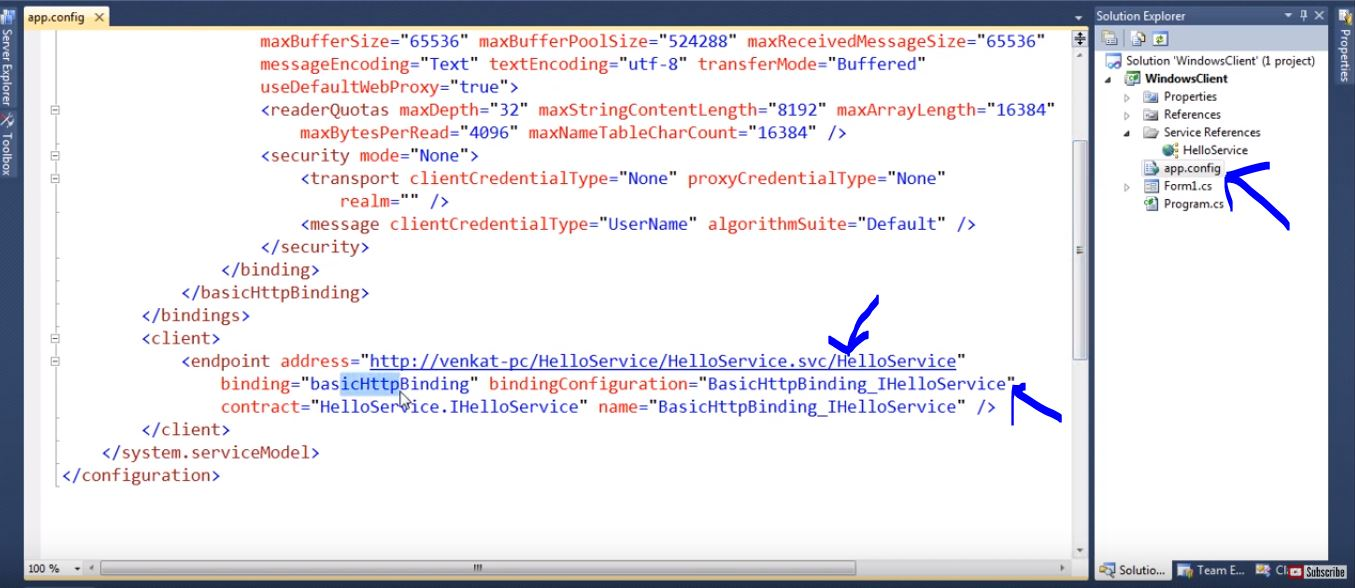 app.config
Server Explorer
Toolbox
maxBufferSize="65536" maxBufferPoolSize="524288" maxReceivedMessageSize="65536"
messageEncoding="Text" textEncoding="utf-8" transferMode="Buffered"
useDefaultWebProxy="true">
<readerQuotas maxDepth="32" maxStringContentLength="8192" maxArrayLength="16384"
maxBytesPerRead="4096" maxNameTableCharCount="16384" />
<security mode="None">
<transport clientCredentialType="None" proxyCredentialType="None"
realm="" />
<message clientCredentialType="UserName" algorithmSuite="Default" />
</security>
</binding>
</basicHttpBinding>
</bindings>
<client>
<endpoint address="http://venkat-pc/HelloService/HelloService.svc/HelloService"
binding="basicHttpBinding" bindingConfiguration="BasicHttpBinding_IHelloService"
contract="HelloService.IHelloService" name="BasicHttpBinding_IHelloService" />
</client>
</system.serviceModel>
</configuration>
100 %
Solution Explorer
Solution 'WindowsClient' (1 project)
WindowsClient
Properties
References
Service References
HelloService
app.config
Form1.cs
Program.cs
Solutio... Team E... Cl
Subscribe
Properties